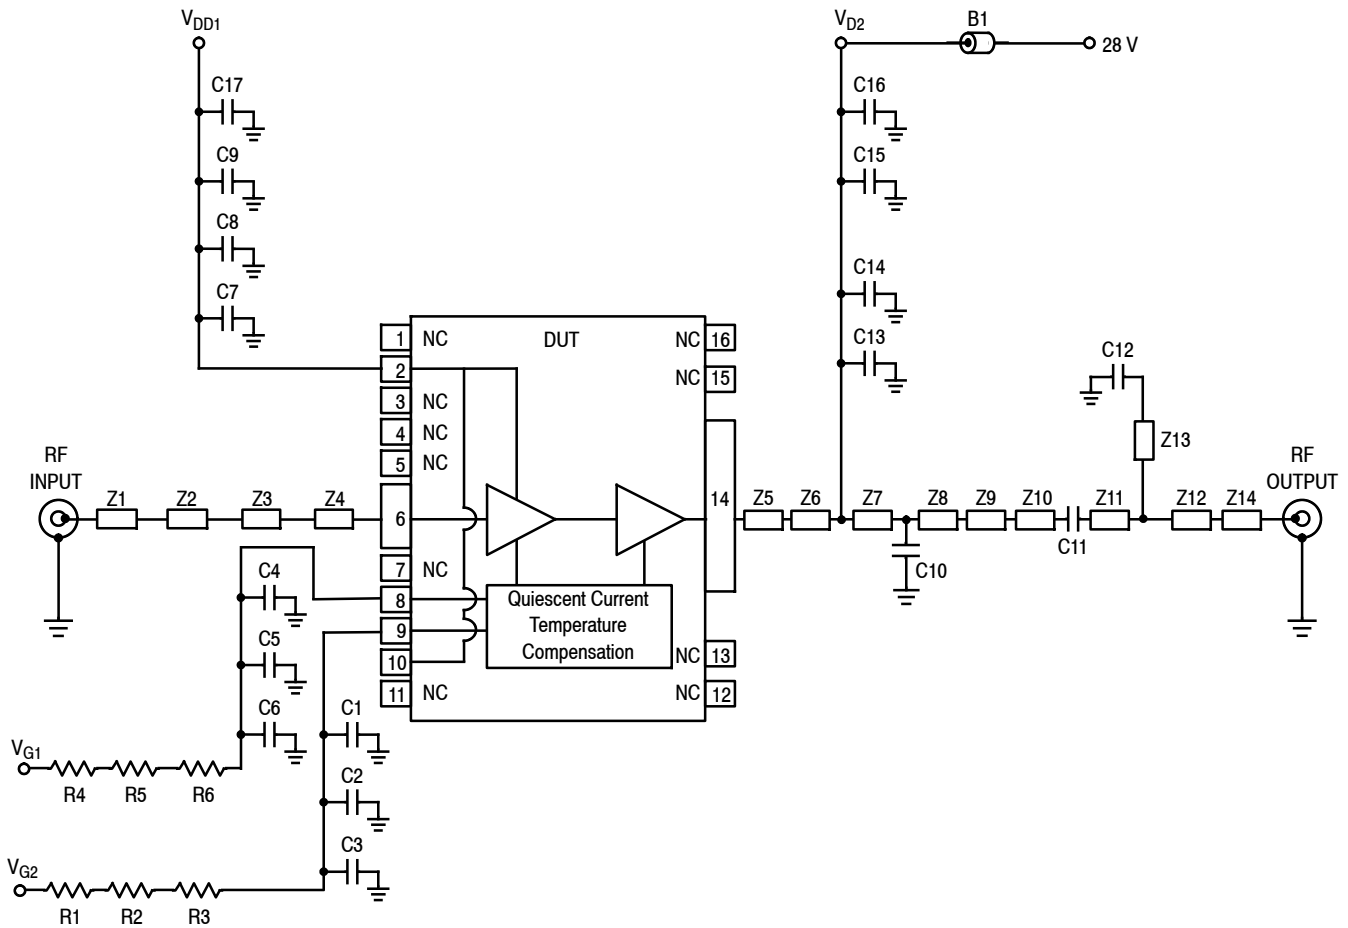 VDD1
VD2
B1
28 V
C17
C9
C8
C7
C16
C15
C14
C13
C12
Z13
DUT
1 NC
2
3 NC
4 NC
5 NC
6
7 NC
8
9
10
11 NC
NC 16
NC 15
14
NC 13
NC 12
RF
INPUT
Z1 Z2 Z3 Z4
Z5 Z6 Z7 Z8 Z9 Z10 Z11 Z12 Z14
C10
C11
RF
OUTPUT
Quiescent Current
Temperature
Compensation
C4
C5
C6
C1
C2
C3
VG1
R4 R5 R6
VG2
R1 R2 R3